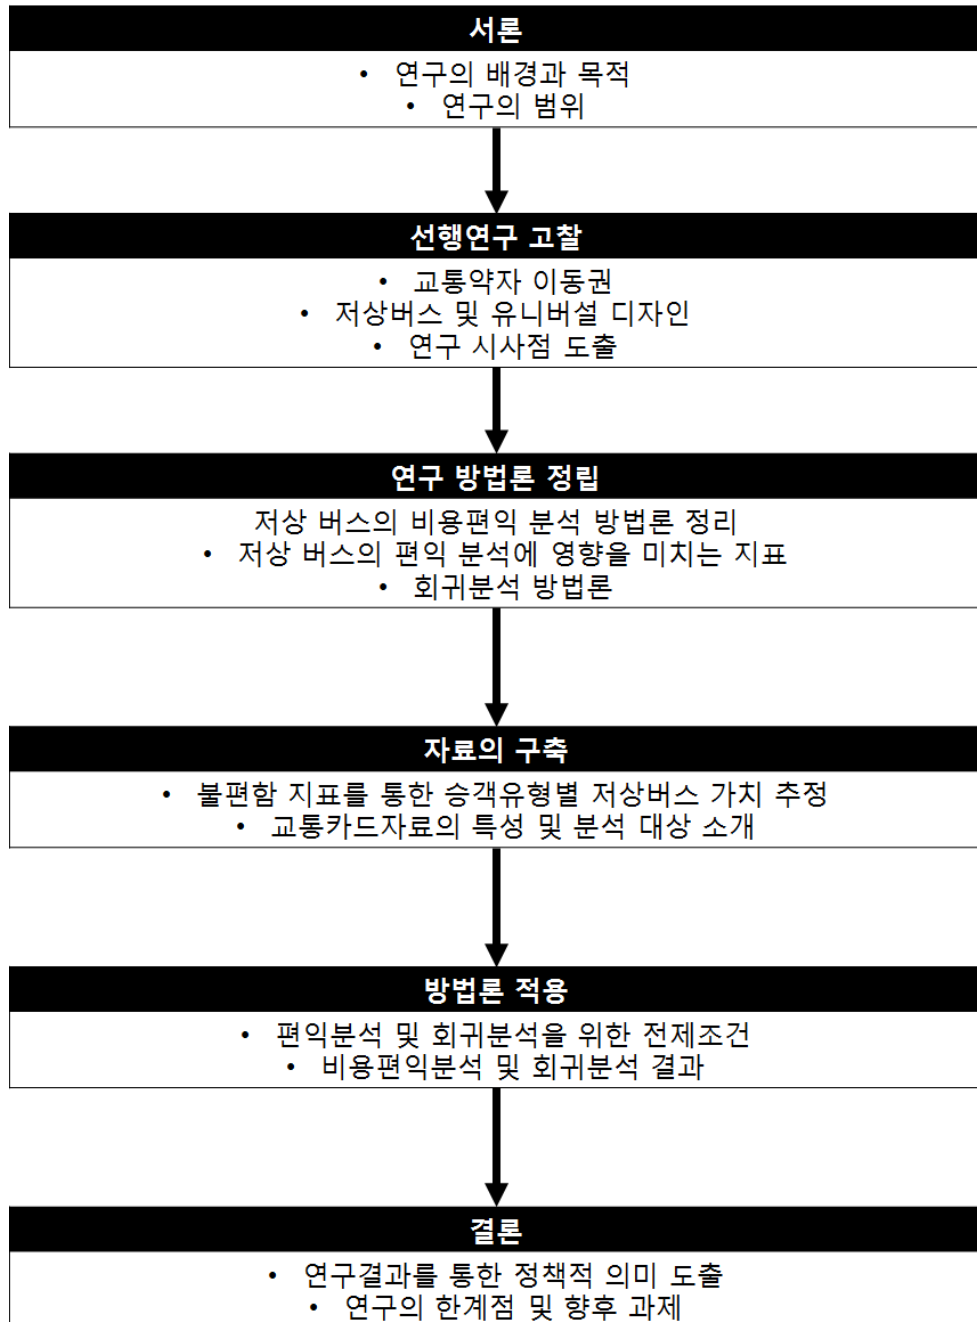 서론
• 연구의 배경과 목적
• 연구의 범위
선행연구 고찰
• 교통약자 이동권
• 저상버스 및 유니버설 디자인
• 연구 시사점 도출
연구 방법론 정립
저상 버스의 비용편익 분석 방법론 정리
• 저상 버스의 편익 분석에 영향을 미치는 지표
• 회귀분석 방법론
자료의 구축
• 불편함 지표를 통한 승객유형별 저상버스 가치 추정
• 교통카드자료의 특성 및 분석 대상 소개
방법론 적용
• 편익분석 및 회귀분석을 위한 전제조건
• 비용편익분석 및 회귀분석 결과
결론
• 연구결과를 통한 정책적 의미 도출
• 연구의 한계점 및 향후 과제